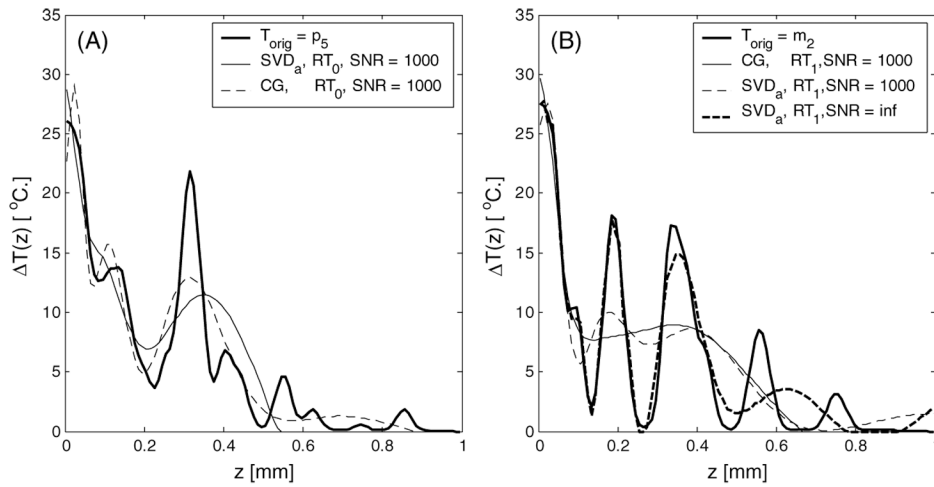 (A)
T_orig = p_5
SVD_a, RT_0, SNR = 1000
CG, RT_0, SNR = 1000
35
30
25
20
15
10
5
0
ΔT(z) [ °C.]
0
0.2
0.4
0.6
0.8
1
z [mm]
(B)
T_orig = m_2
CG, RT_1,SNR = 1000
SVD_a, RT_1,SNR = 1000
SVD_a, RT_1,SNR = inf
35
30
25
20
15
10
5
0
ΔT(z) [ °C.]
0
0.2
0.4
0.6
0.8
1
z [mm]